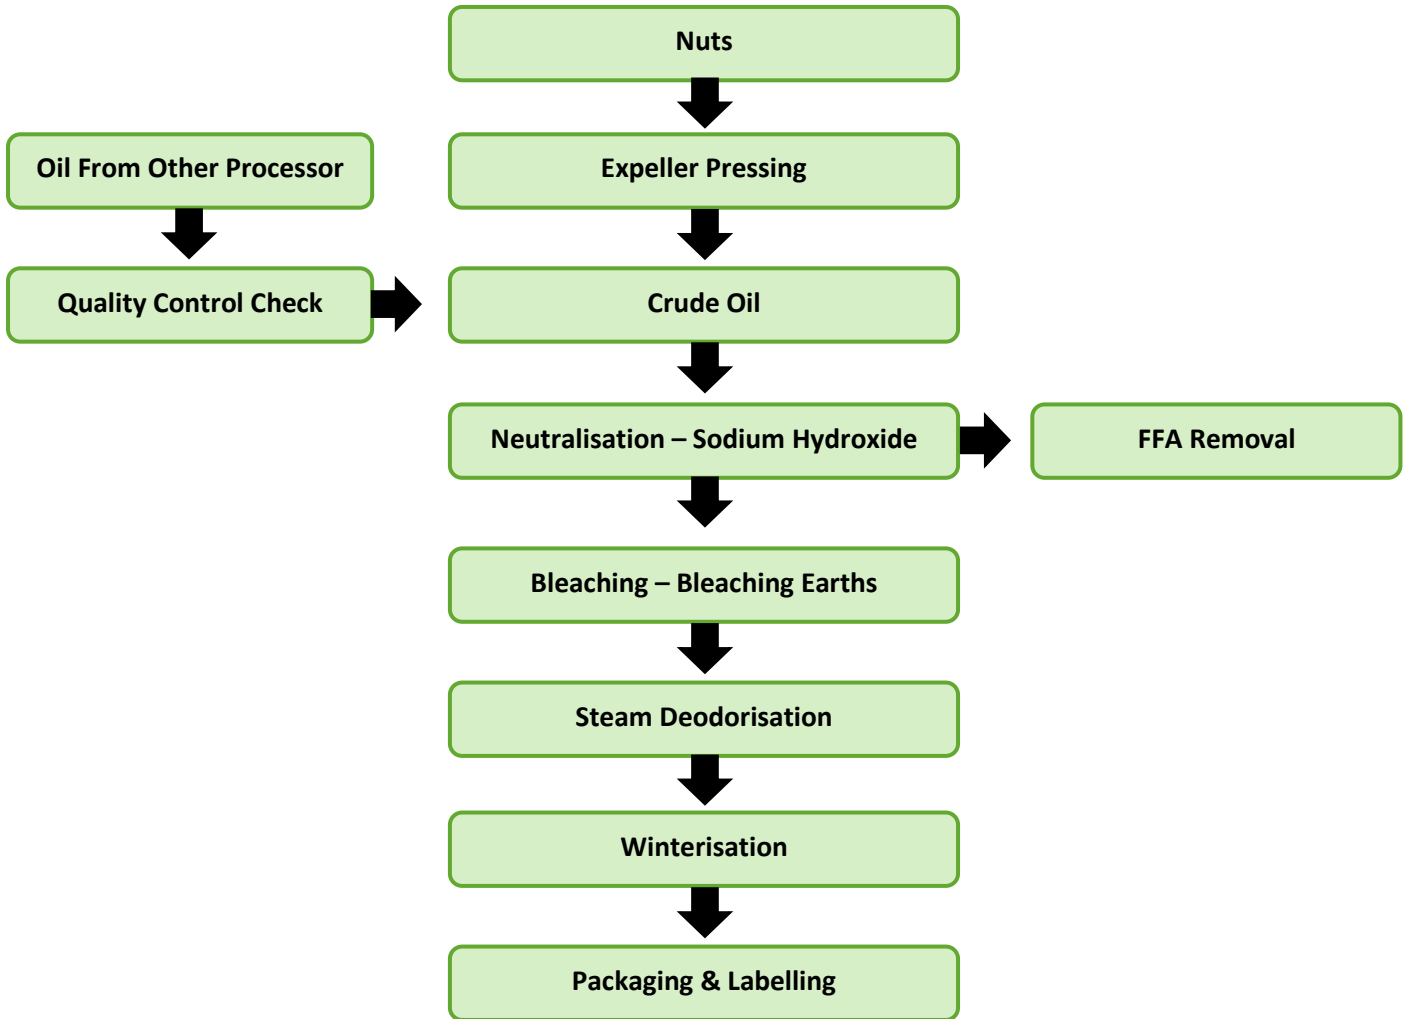 Nuts
Oil From Other Processor
Expeller Pressing
Quality Control Check
Crude Oil
Neutralisation – Sodium Hydroxide
FFA Removal
Bleaching – Bleaching Earths
Steam Deodorisation
Winterisation
Packaging & Labelling